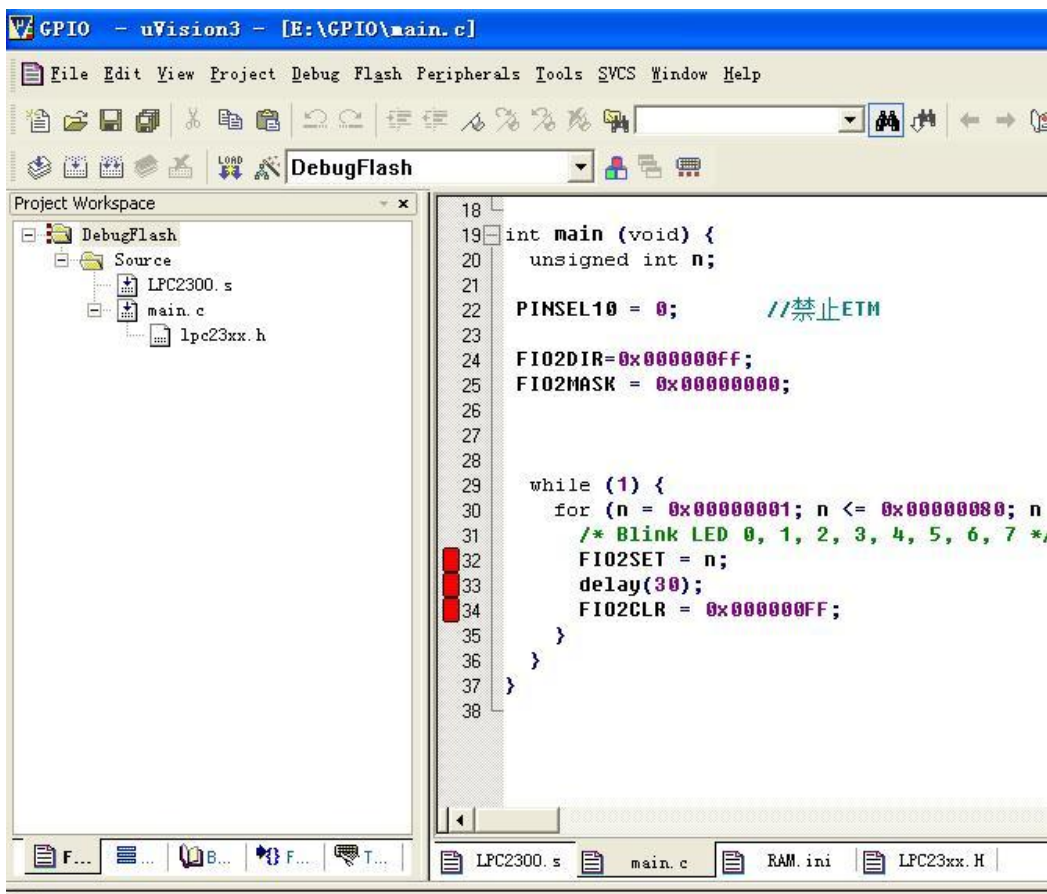 GPIO - uVision3 - [E:\GPIO\main.c]
File Edit View Project Debug Flash Peripherals Tools SVCS Window Help
LOAD DebugFlash
Project Workspace
DebugFlash
Source
LPC2300.s
main.c
lpc23xx.h
18
19 int main (void) {
20 unsigned int n;
21
22 PINSEL10 = 0; //禁止ETM
23
24 FIO2DIR=0x000000ff;
25 FIO2MASK = 0x00000000;
26
27
28
29 while (1) {
30 for (n = 0x00000001; n <= 0x00000080; n
31 /* Blink LED 0, 1, 2, 3, 4, 5, 6, 7 */
32 FIO2SET = n;
33 delay(30);
34 FIO2CLR = 0x000000FF;
35 }
36 }
37 }
38
F... ... B... F... T...
LPC2300.s main.c RAM.ini LPC23xx.H